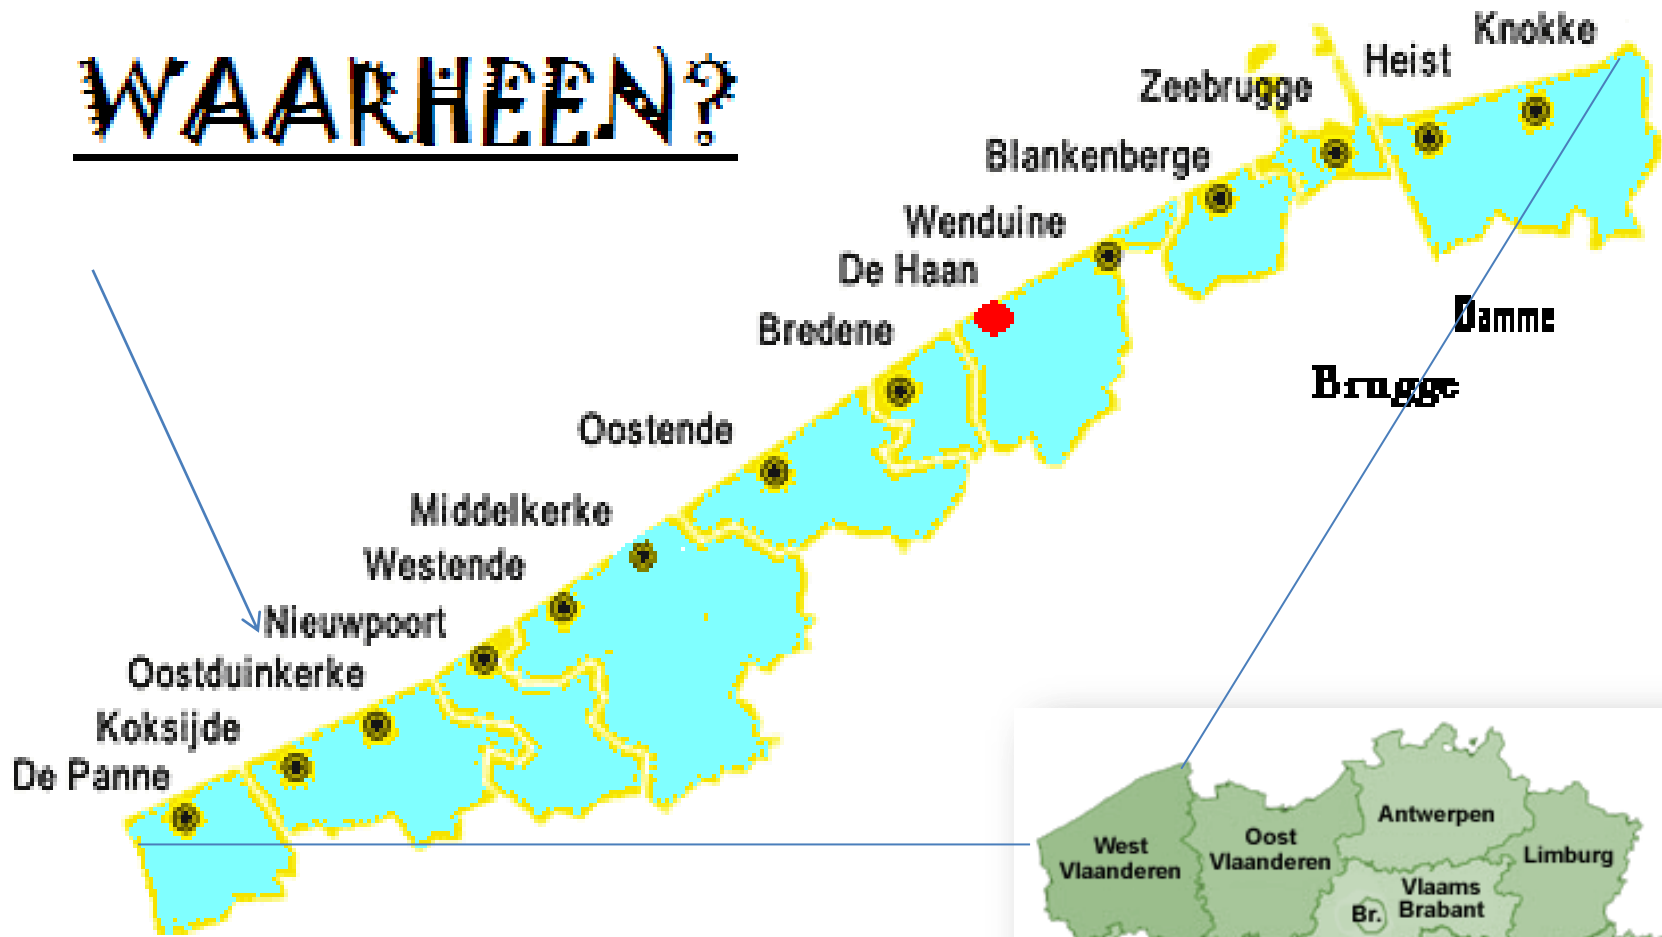 WAARHEEN?
Knokke
Heist
Zeebrugge
Blankenberge
Wenduine
De Haan
Bredene
Damme
Brugge
Oostende
Middelkerke
Westende
Nieuwpoort
Oostduinkerke
Koksijde
De Panne
West
Vlaanderen
Oost
Vlaanderen
Antwerpen
Limburg
Vlaams
Brabant
Br.